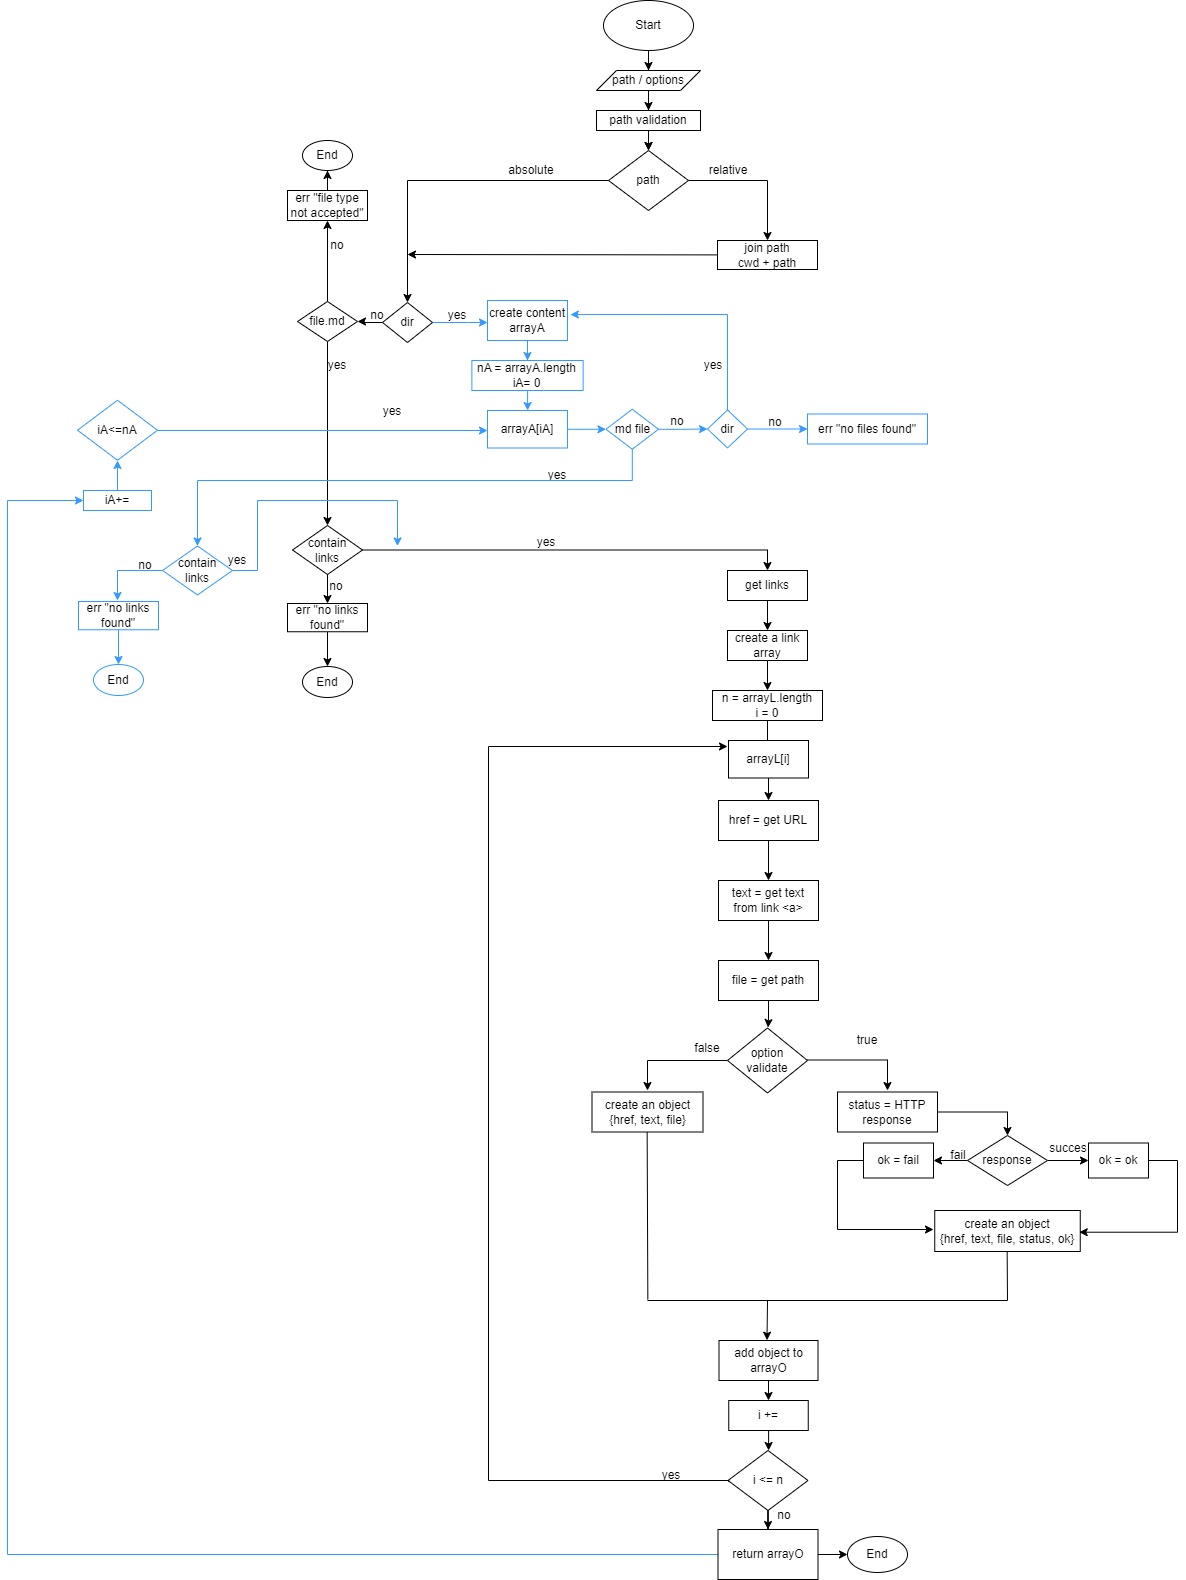 Start
path / options
path validation
End
absolute
path
relative
err "file type
not accepted"
no
join path
cwd + path
file.md
no
dir
yes
create content
arrayA
yes
nA = arrayA.length
iA= 0
yes
iA<=nA
yes
arrayA[iA]
md file
no
dir
no
err "no files found"
yes
iA+=
no
contain
links
yes
contain
links
yes
no
get links
err "no links
found"
err "no links
found"
create a link
array
End
End
n = arrayL.length
i = 0
arrayL[i]
href = get URL
text = get text
from link <a>
file = get path
false
option
validate
true
create an object
{href, text, file}
status = HTTP
response
ok = fail
fail
response
succes
ok = ok
create an object
{href, text, file, status, ok}
add object to
arrayO
i +=
yes
i <= n
no
return arrayO
End